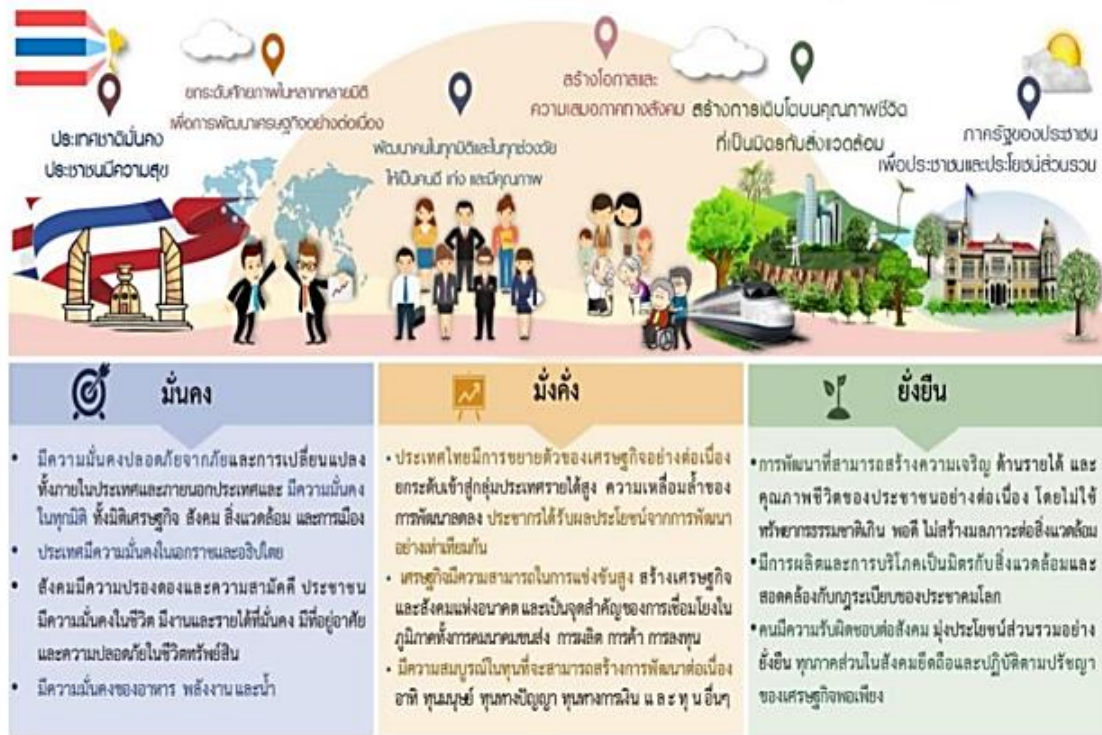 ประเทศชาติมั่นคง
ประชาชนมีความสุข
ยกระดับศักยภาพในหลากหลายมิติ
เพื่อการพัฒนาเศรษฐกิจอย่างต่อเนื่อง
พัฒนาคนในทุกมิติและในทุกช่วงวัย
ให้เป็นคนดี เก่ง และมีคุณภาพ
สร้างโอกาสและ
ความเสมอภาคทางสังคม
สร้างการเติบโตบนคุณภาพชีวิต
ที่เป็นมิตรกับสิ่งแวดล้อม
ภาครัฐของประชาชน
เพื่อประชาชนและประโยชน์ส่วนรวม
มั่นคง
• มีความมั่นคงปลอดภัยจากภัยและการเปลี่ยนแปลง
ทั้งภายในประเทศและภายนอกประเทศและ มีความมั่นคง
ในทุกมิติ ทั้งมิติเศรษฐกิจ สังคม สิ่งแวดล้อม และการเมือง
• ประเทศมีความมั่นคงในเอกราชและอธิปไตย
• สังคมมีความปรองดองและความสามัคคี ประชาชน
มีความมั่นคงในชีวิต มีงานและรายได้ที่มั่นคง มีที่อยู่อาศัย
และความปลอดภัยในชีวิตทรัพย์สิน
• มีความมั่นคงของอาหาร พลังงานและน้ำ
มั่งคั่ง
• ประเทศไทยมีการขยายตัวของเศรษฐกิจอย่างต่อเนื่อง
ยกระดับเข้าสู่กลุ่มประเทศรายได้สูง ความเหลื่อมล้ำของ
การพัฒนาลดลง ประชากรได้รับผลประโยชน์จากการพัฒนา
อย่างเท่าเทียมกัน
• เศรษฐกิจมีความสามารถในการแข่งขันสูง สร้างเศรษฐกิจ
และสังคมแห่งอนาคต และเป็นจุดสำคัญของการเชื่อมโยงใน
ภูมิภาคทั้งการคมนาคมขนส่ง การผลิต การค้า การลงทุน
• มีความสมบูรณ์ในทุนที่จะสามารถสร้างการพัฒนาต่อเนื่อง
อาทิ ทุนมนุษย์ ทุนทางปัญญา ทุนทางการเงิน และทุนอื่นๆ
ยั่งยืน
• การพัฒนาที่สามารถสร้างความเจริญ ด้านรายได้ และ
คุณภาพชีวิตของประชาชนอย่างต่อเนื่อง โดยไม่ใช้
ทรัพยากรธรรมชาติเกิน พอดี ไม่สร้างมลภาวะต่อสิ่งแวดล้อม
• มีการผลิตและการบริโภคเป็นมิตรกับสิ่งแวดล้อมและ
สอดคล้องกับกฎระเบียบของประชาคมโลก
• คนมีความรับผิดชอบต่อสังคม มุ่งประโยชน์ส่วนรวมอย่าง
ยั่งยืน ทุกภาคส่วนในสังคมยึดถือและปฏิบัติตามปรัชญา
ของเศรษฐกิจพอเพียง